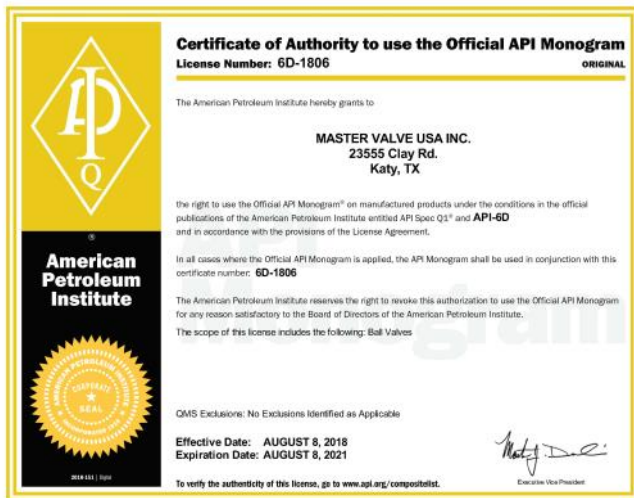 Certificate of Authority to use the Official API Monogram
License Number: 6D-1806
ORIGINAL
The American Petroleum Institute hereby grants to
MASTER VALVE USA INC.
23555 Clay Rd.
Katy, TX
the right to use the Official API Monogram® on manufactured products under the conditions in the official
publications of the American Petroleum Institute entitled API Spec Q1® and API-6D
and in accordance with the provisions of the License Agreement.
In all cases where the Official API Monogram is applied, the API Monogram shall be used in conjunction with this
certificate number: 6D-1806
The American Petroleum Institute reserves the right to revoke this authorization to use the Official API Monogram
for any reason satisfactory to the Board of Directors of the American Petroleum Institute.
The scope of this license includes the following: Ball Valves
QMS Exclusions: No Exclusions Identified as Applicable
Effective Date: AUGUST 8, 2018
Expiration Date: AUGUST 8, 2021
To verify the authenticity of this license, go to www.api.org/compositelist.
Executive Vice President
API
Q
®
American
Petroleum
Institute
AMERICAN PETROLEUM INSTITUTE
CORPORATE
SEAL
2018-151 | Digital
API
Monogram